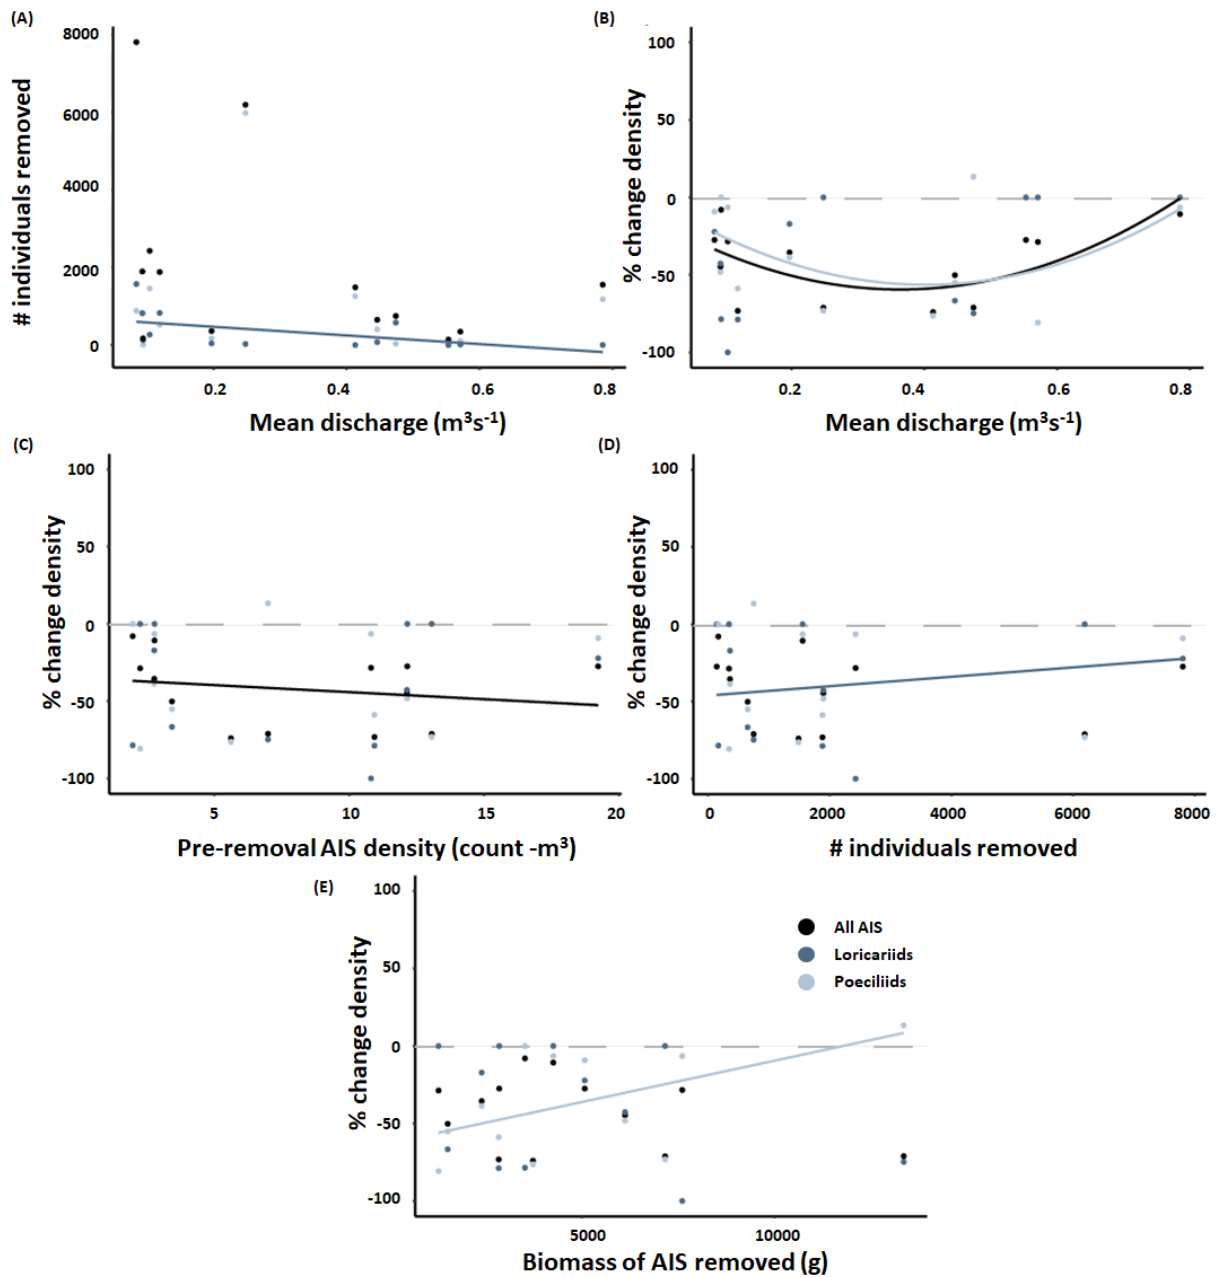 (A)
8000
6000
4000
2000
0
# individuals removed
0.2 0.4 0.6 0.8
Mean discharge (m³s⁻¹)
(B)
100
50
0
-50
-100
% change density
0.2 0.4 0.6 0.8
Mean discharge (m³s⁻¹)
(C)
100
50
0
-50
-100
% change density
5 10 15 20
Pre-removal AIS density (count -m³)
(D)
100
50
0
-50
-100
% change density
0 2000 4000 6000 8000
# individuals removed
(E)
100
50
0
-50
-100
% change density
All AIS
Loricariids
Poeciliids
5000 10000
Biomass of AIS removed (g)